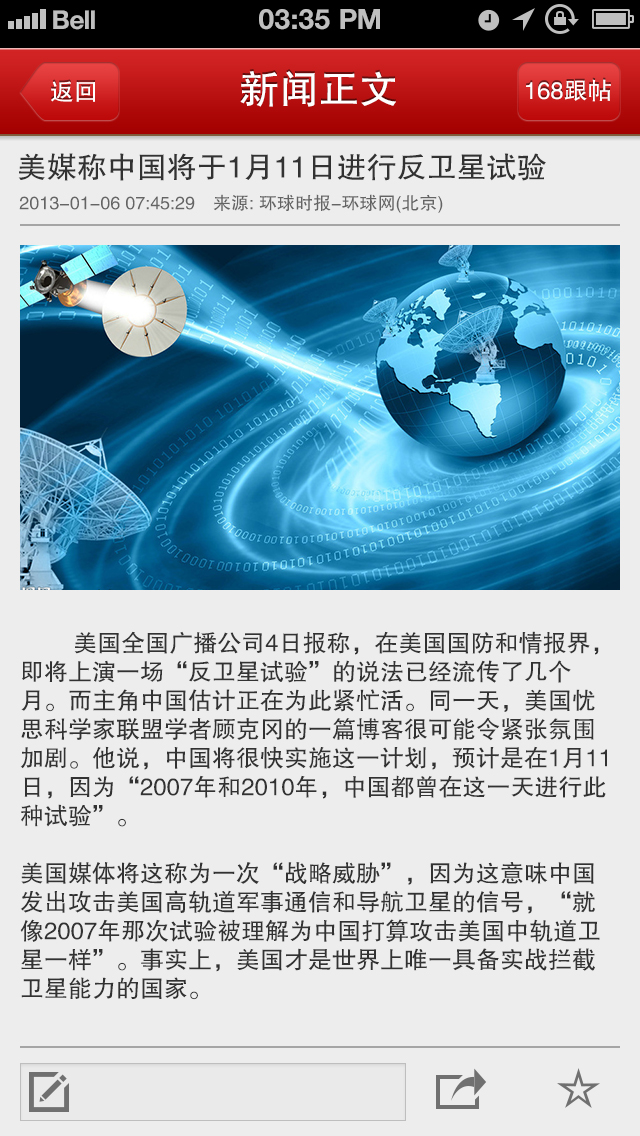 Bell 03:35 PM
返回 新闻正文 168跟帖
美媒称中国将于1月11日进行反卫星试验
2013-01-06 07:45:29 来源: 环球时报-环球网(北京)
美国全国广播公司4日报称，在美国国防和情报界，
即将上演一场“反卫星试验”的说法已经流传了几个
月。而主角中国估计正在为此紧忙活。同一天，美国忧
思科学家联盟学者顾克冈的一篇博客很可能令紧张氛围
加剧。他说，中国将很快实施这一计划，预计是在1月11
日，因为“2007年和2010年，中国都曾在这一天进行此
种试验”。
美国媒体将这称为一次“战略威胁”，因为这意味中国
发出攻击美国高轨道军事通信和导航卫星的信号，“就
像2007年那次试验被理解为中国打算攻击美国中轨道卫
星一样”。事实上，美国才是世界上唯一具备实战拦截
卫星能力的国家。